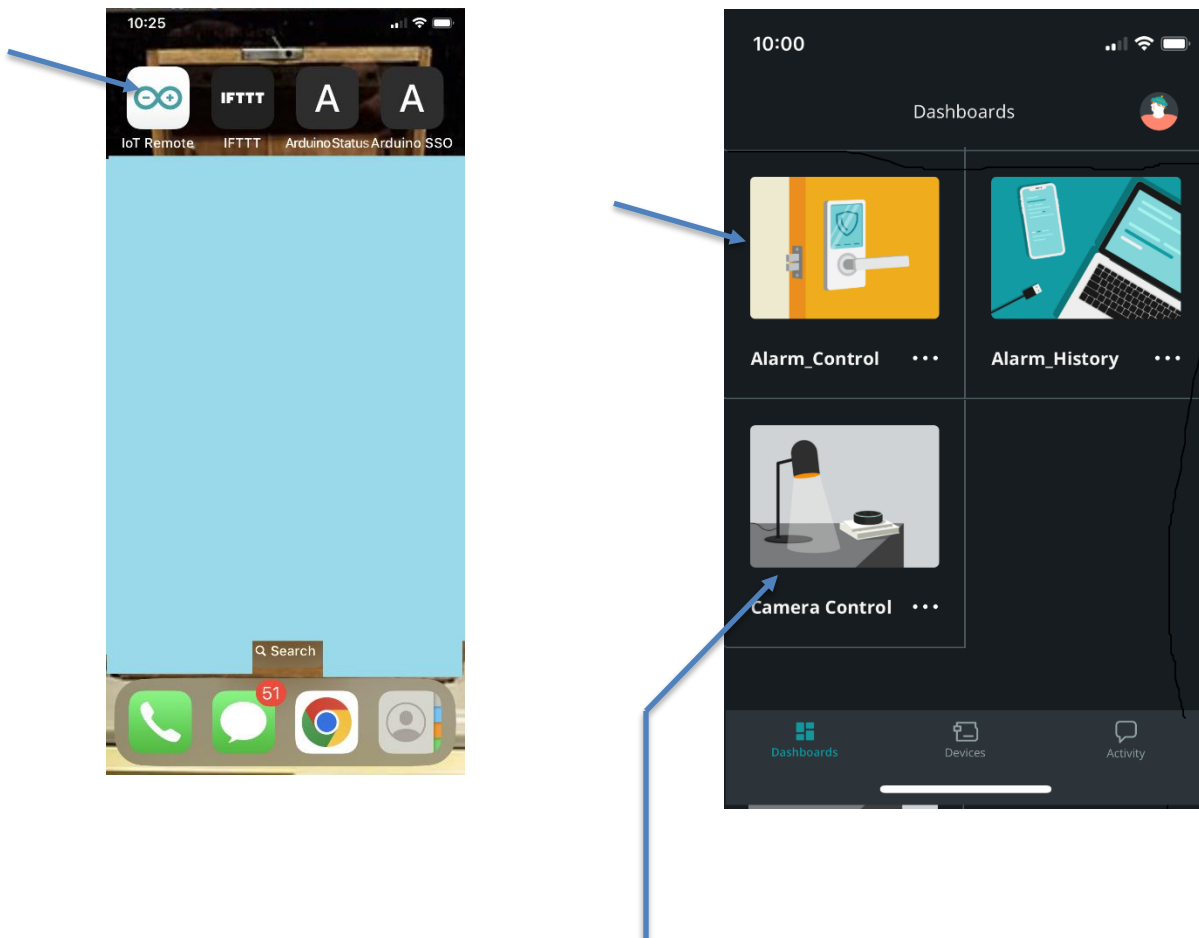 10:25
IFTTT
A
A
IoT Remote
IFTTT
Arduino Status
Arduino SSO
Search
51
10:00
Dashboards
Alarm_Control
Alarm_History
Camera Control
Dashboards
Devices
Activity